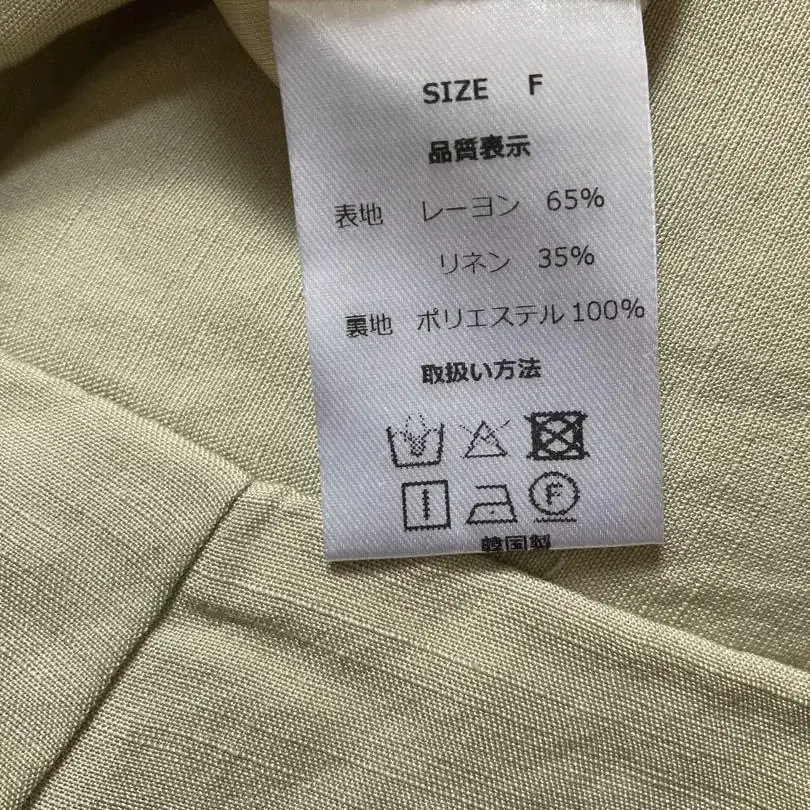 SIZE F
品質表示
表地 レーヨン 65%
リネン 35%
裏地 ポリエステル 100%
取扱い方法
F
韓国製